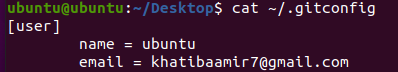 ubuntu@ubuntu:~/Desktop$ cat ~/.gitconfig
[user]
        name = ubuntu
        email = khatibaamir7@gmail.com